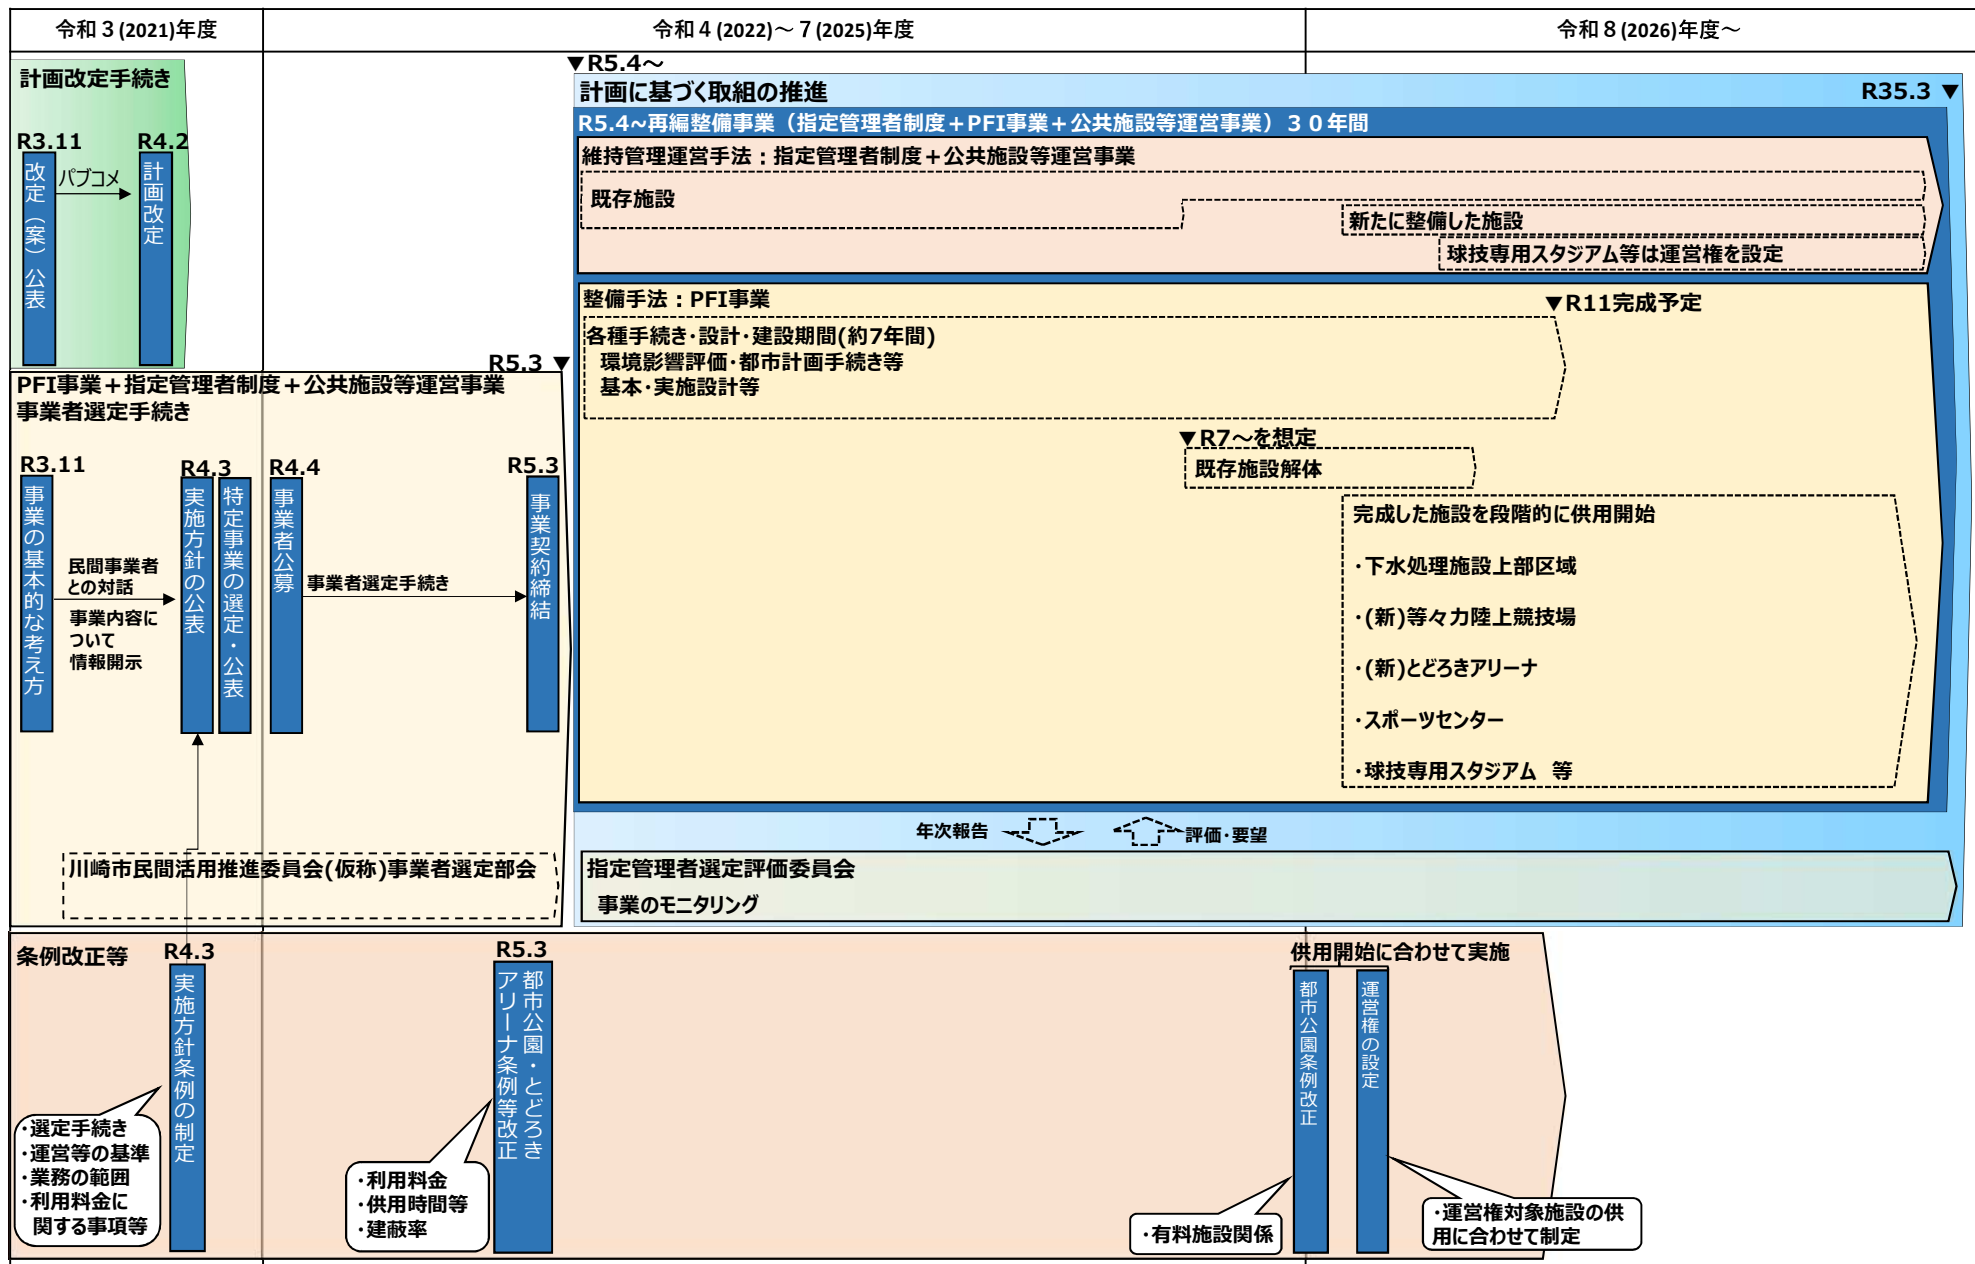 令和３(2021)年度
令和４(2022)～７(2025)年度
令和８(2026)年度～
計画改定手続き
R3.11
R4.2
改定（案）公表
パブコメ
計画改定
▼R5.4～
計画に基づく取組の推進
R35.3 ▼
R5.4~再編整備事業（指定管理者制度＋PFI事業＋公共施設等運営事業）３０年間
維持管理運営手法：指定管理者制度＋公共施設等運営事業
既存施設
新たに整備した施設
球技専用スタジアム等は運営権を設定
整備手法：PFI事業
▼R11完成予定
各種手続き・設計・建設期間(約7年間)
環境影響評価・都市計画手続き等
基本・実施設計等
▼R7～を想定
既存施設解体
完成した施設を段階的に供用開始
・下水処理施設上部区域
・(新)等々力陸上競技場
・(新)とどろきアリーナ
・スポーツセンター
・球技専用スタジアム 等
R5.3 ▼
PFI事業＋指定管理者制度＋公共施設等運営事業
事業者選定手続き
R3.11
R4.3
R4.4
R5.3
事業の基本的な考え方
民間事業者
との対話
事業内容に
ついて
情報開示
実施方針の公表
特定事業の選定・公表
事業者公募
事業者選定手続き
事業契約締結
川崎市民間活用推進委員会(仮称)事業者選定部会
年次報告
評価・要望
指定管理者選定評価委員会
事業のモニタリング
条例改正等
R4.3
R5.3
供用開始に合わせて実施
実施方針条例の制定
都市公園・とどろき
アリーナ条例等改正
都市公園条例改正
運営権の設定
・選定手続き
・運営等の基準
・業務の範囲
・利用料金に
関する事項等
・利用料金
・供用時間等
・建蔽率
・有料施設関係
・運営権対象施設の供
用に合わせて制定